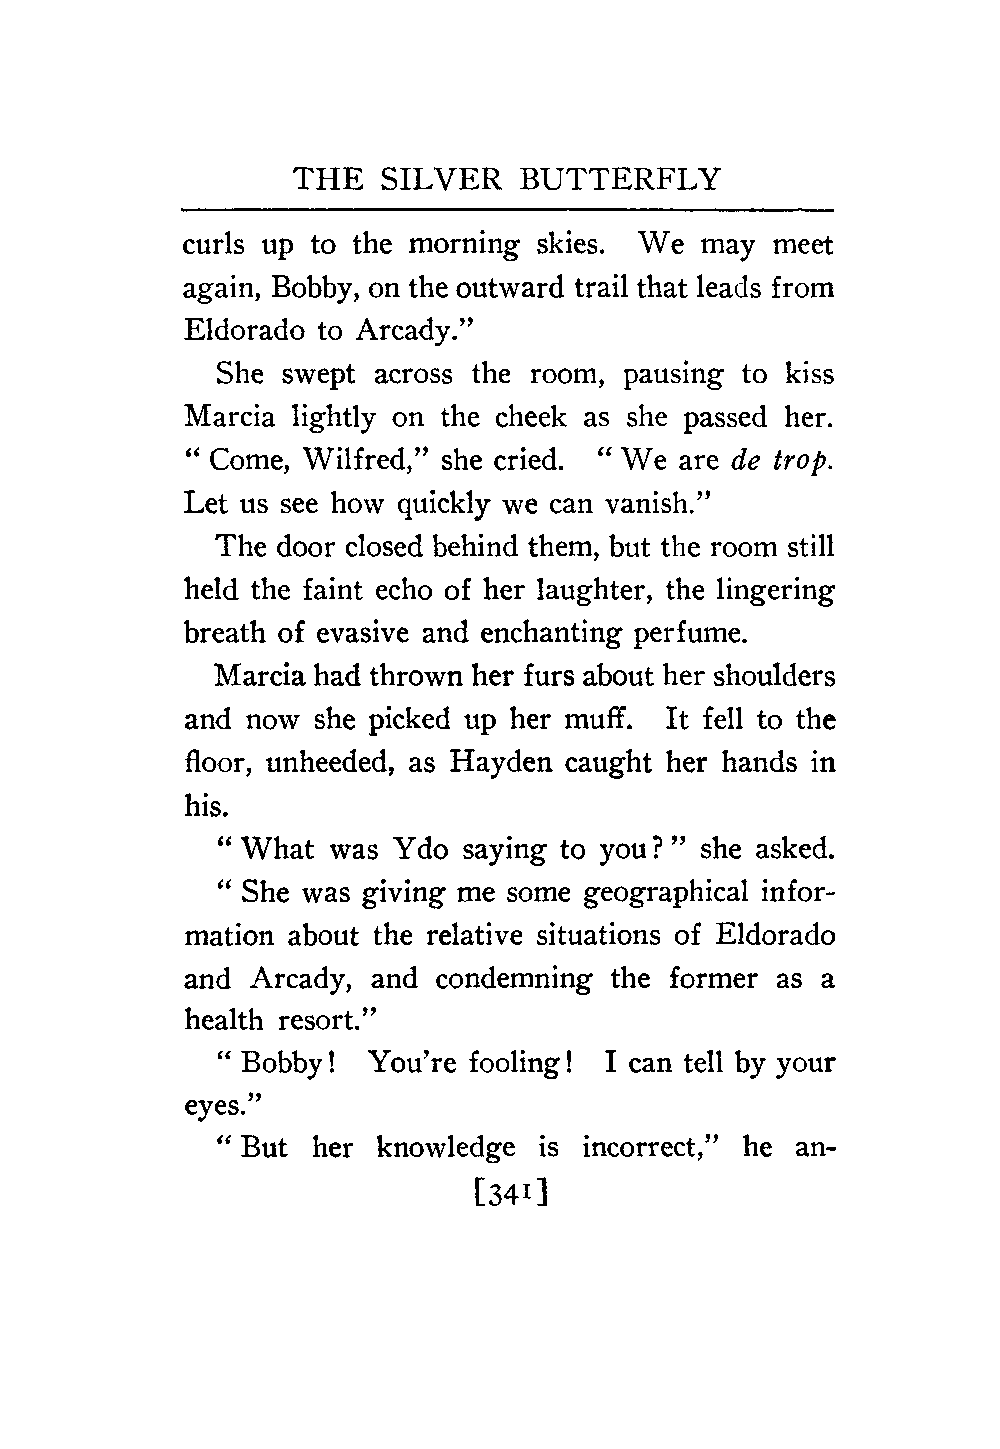 THE SILVER BUTTERFLY
curls up to the morning skies. We may meet
again, Bobby, on the outward trail that leads from
Eldorado to Arcady.”
She swept across the room, pausing to kiss
Marcia lightly on the cheek as she passed her.
“ Come, Wilfred,” she cried. “ We are de trop.
Let us see how quickly we can vanish.”
The door closed behind them, but the room still
held the faint echo of her laughter, the lingering
breath of evasive and enchanting perfume.
Marcia had thrown her furs about her shoulders
and now she picked up her muff. It fell to the
floor, unheeded, as Hayden caught her hands in
his.
“ What was Ydo saying to you? ” she asked.
“ She was giving me some geographical infor-
mation about the relative situations of Eldorado
and Arcady, and condemning the former as a
health resort.”
“ Bobby! You’re fooling! I can tell by your
eyes.”
“ But her knowledge is incorrect,” he an-
[341]